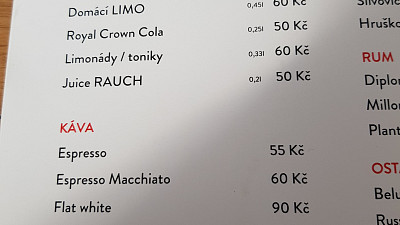 Domácí LIMO 0,45l 60 Kč
Royal Crown Cola 0,25l 50 Kč
Limonády / toniky 0,33l 60 Kč
Juice RAUCH 0,2l 50 Kč
KÁVA
Espresso 55 Kč
Espresso Macchiato 60 Kč
Flat white 90 Kč
RUM